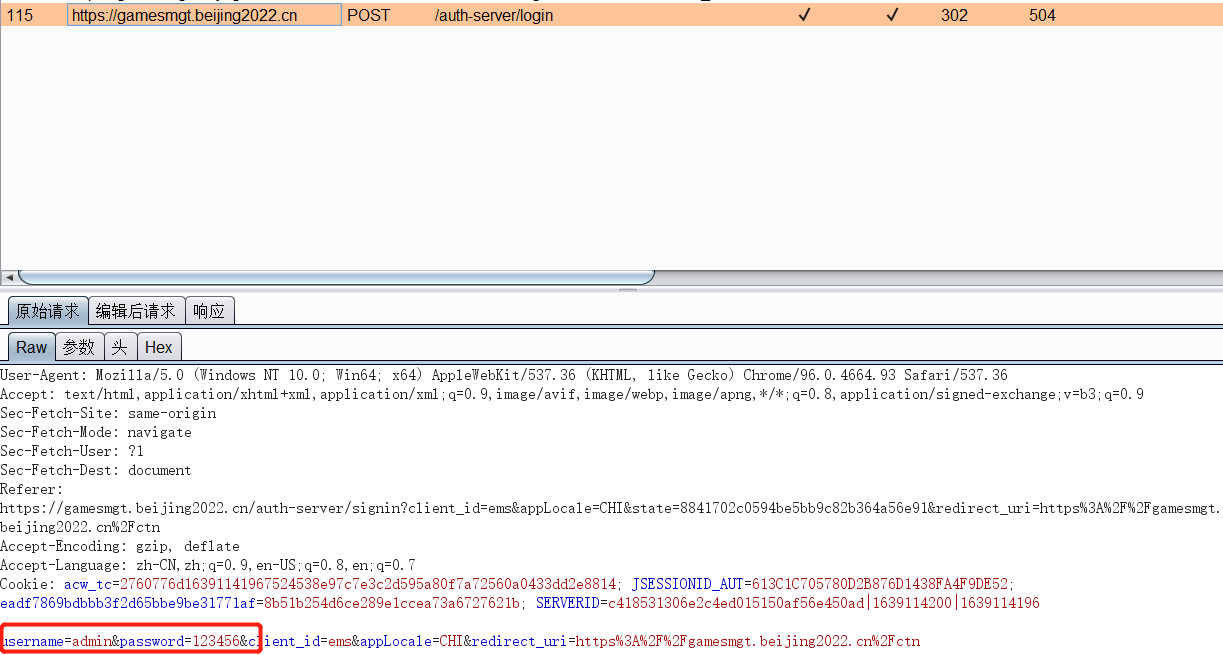 115 https://gamesmgt.beijing2022.cn POST /auth-server/login ✓ ✓ 302 504
原始请求 编辑后请求 响应
Raw 参数 头 Hex
User-Agent: Mozilla/5.0 (Windows NT 10.0; Win64; x64) AppleWebKit/537.36 (KHTML, like Gecko) Chrome/96.0.4664.93 Safari/537.36
Accept: text/html,application/xhtml+xml,application/xml;q=0.9,image/avif,image/webp,image/apng,*/*;q=0.8,application/signed-exchange;v=b3;q=0.9
Sec-Fetch-Site: same-origin
Sec-Fetch-Mode: navigate
Sec-Fetch-User: ?1
Sec-Fetch-Dest: document
Referer:
https://gamesmgt.beijing2022.cn/auth-server/signin?client_id=ems&appLocale=CHI&state=8841702c0594be5bb9c82b364a56e91&redirect_uri=https%3A%2F%2Fgamesmgt.
beijing2022.cn%2Fctn
Accept-Encoding: gzip, deflate
Accept-Language: zh-CN,zh;q=0.9,en-US;q=0.8,en;q=0.7
Cookie: acw_tc=2760776d16391141967524538e97c7e3c2d595a80f7a72560a0433dd2e8814; JSESSIONID_AUT=613C1C705780D2B876D1438FA4F9DE52;
eadf7869bdbbb3f2d65bbe9be31771af=8b51b254d6ce289e1ccea73a6727621b; SERVERID=c418531306e2c4ed015150af56e450ad|1639114200|1639114196
username=admin&password=123456&client_id=ems&appLocale=CHI&redirect_uri=https%3A%2F%2Fgamesmgt.beijing2022.cn%2Fctn